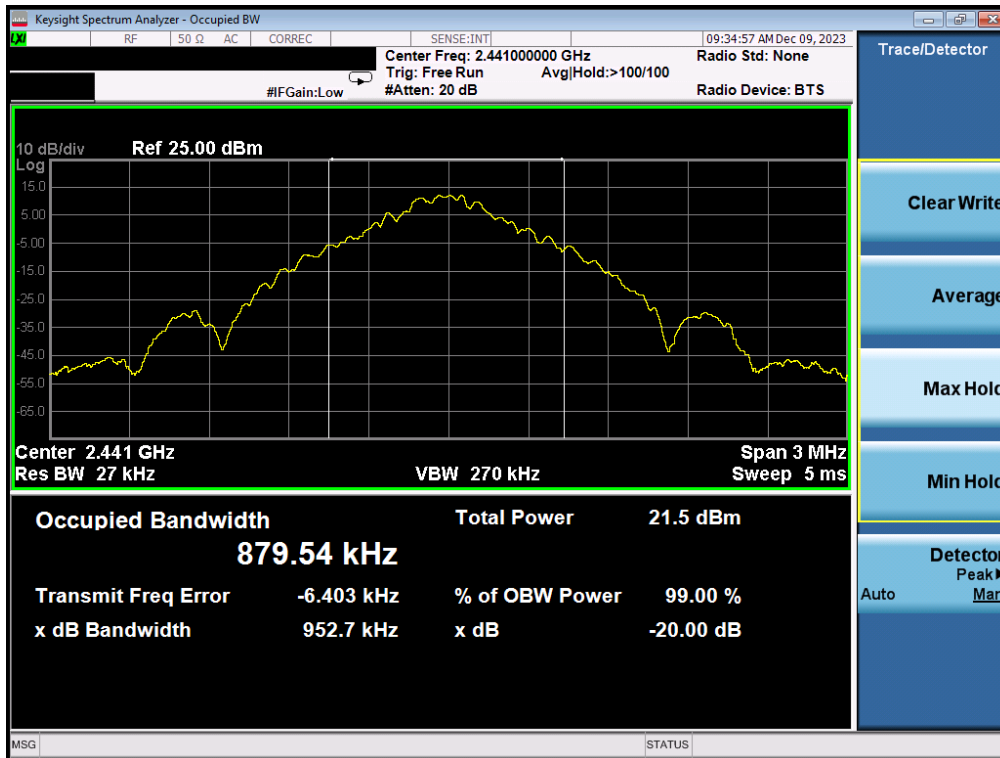 Keysight Spectrum Analyzer - Occupied BW
LXI RF 50 Ω AC CORREC SENSE:INT 09:34:57 AM Dec 09, 2023
Center Freq: 2.441000000 GHz Radio Std: None
Trig: Free Run Avg|Hold:>100/100
#IFGain:Low #Atten: 20 dB Radio Device: BTS
Trace/Detector
10 dB/div Ref 25.00 dBm
Log
15.0
5.00
-5.00
-15.0
-25.0
-35.0
-45.0
-55.0
-65.0
Center 2.441 GHz Span 3 MHz
Res BW 27 kHz VBW 270 kHz Sweep 5 ms
Occupied Bandwidth Total Power 21.5 dBm
879.54 kHz
Transmit Freq Error -6.403 kHz % of OBW Power 99.00 %
x dB Bandwidth 952.7 kHz x dB -20.00 dB
Clear Write
Average
Max Hold
Min Hold
Detector
Peak
Auto Man
MSG STATUS